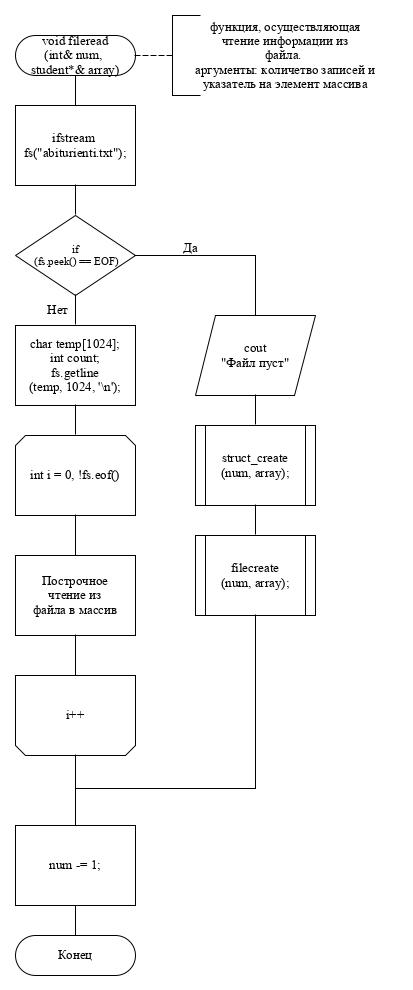 void fileread
(int& num,
student*& array)
функция, осуществляющая
чтение информации из
файла.
аргументы: количетво записей и
указатель на элемент массива
ifstream
fs("abiturienti.txt");
if
(fs.peek() == EOF)
Да
Нет
cout
"Файл пуст"
char temp[1024];
int count;
fs.getline
(temp, 1024, '\n');
struct_create
(num, array);
int i = 0, !fs.eof()
filecreate
(num, array);
Построчное
чтение из
файла в массив
i++
num -= 1;
Конец